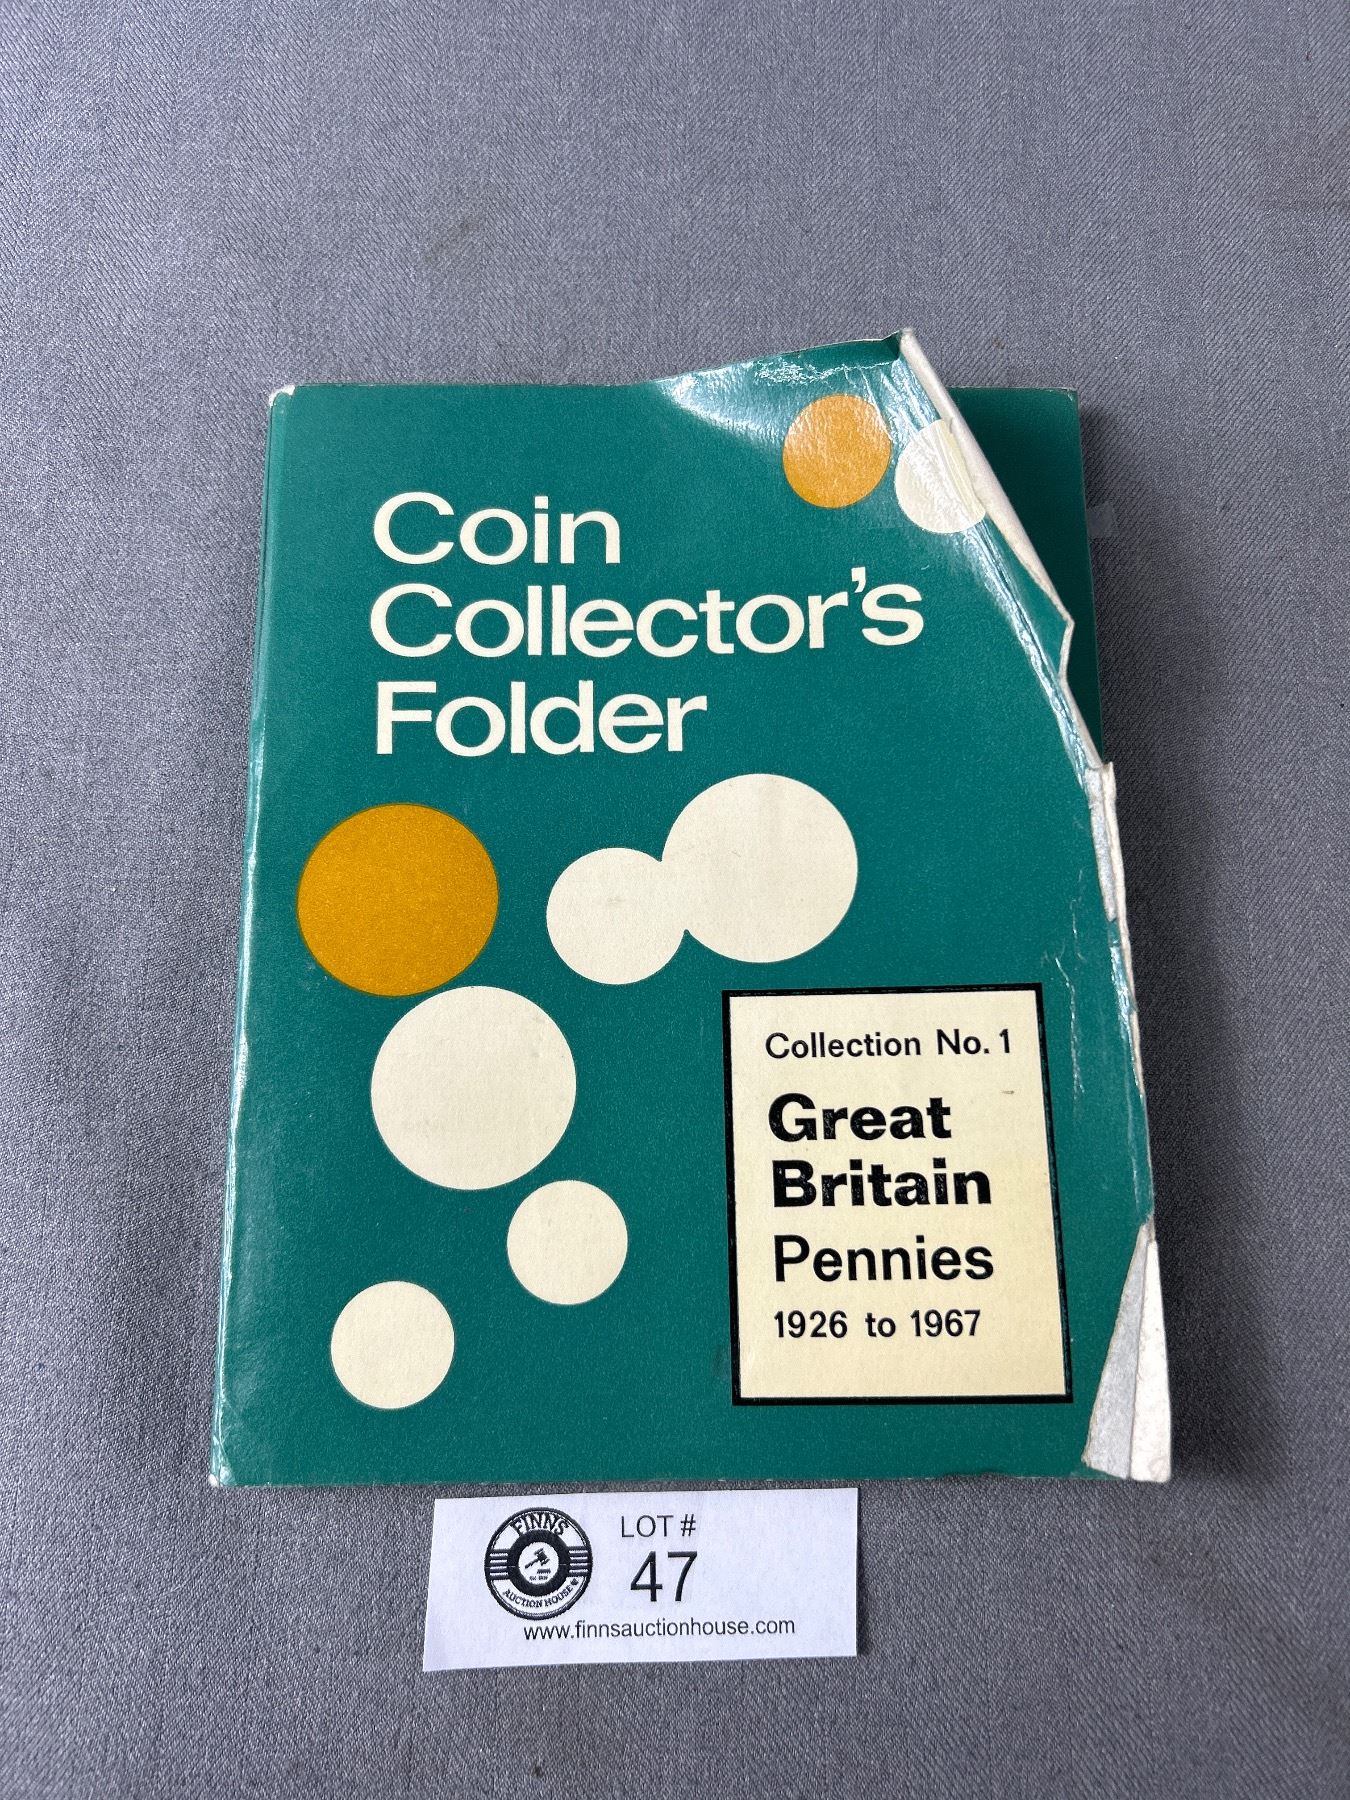 Coin
Collector's
Folder
Collection No. 1
Great
Britain
Pennies
1926 to 1967
FINNS
AUCTION HOUSE
LOT #
47
www.finnsauctionhouse.com